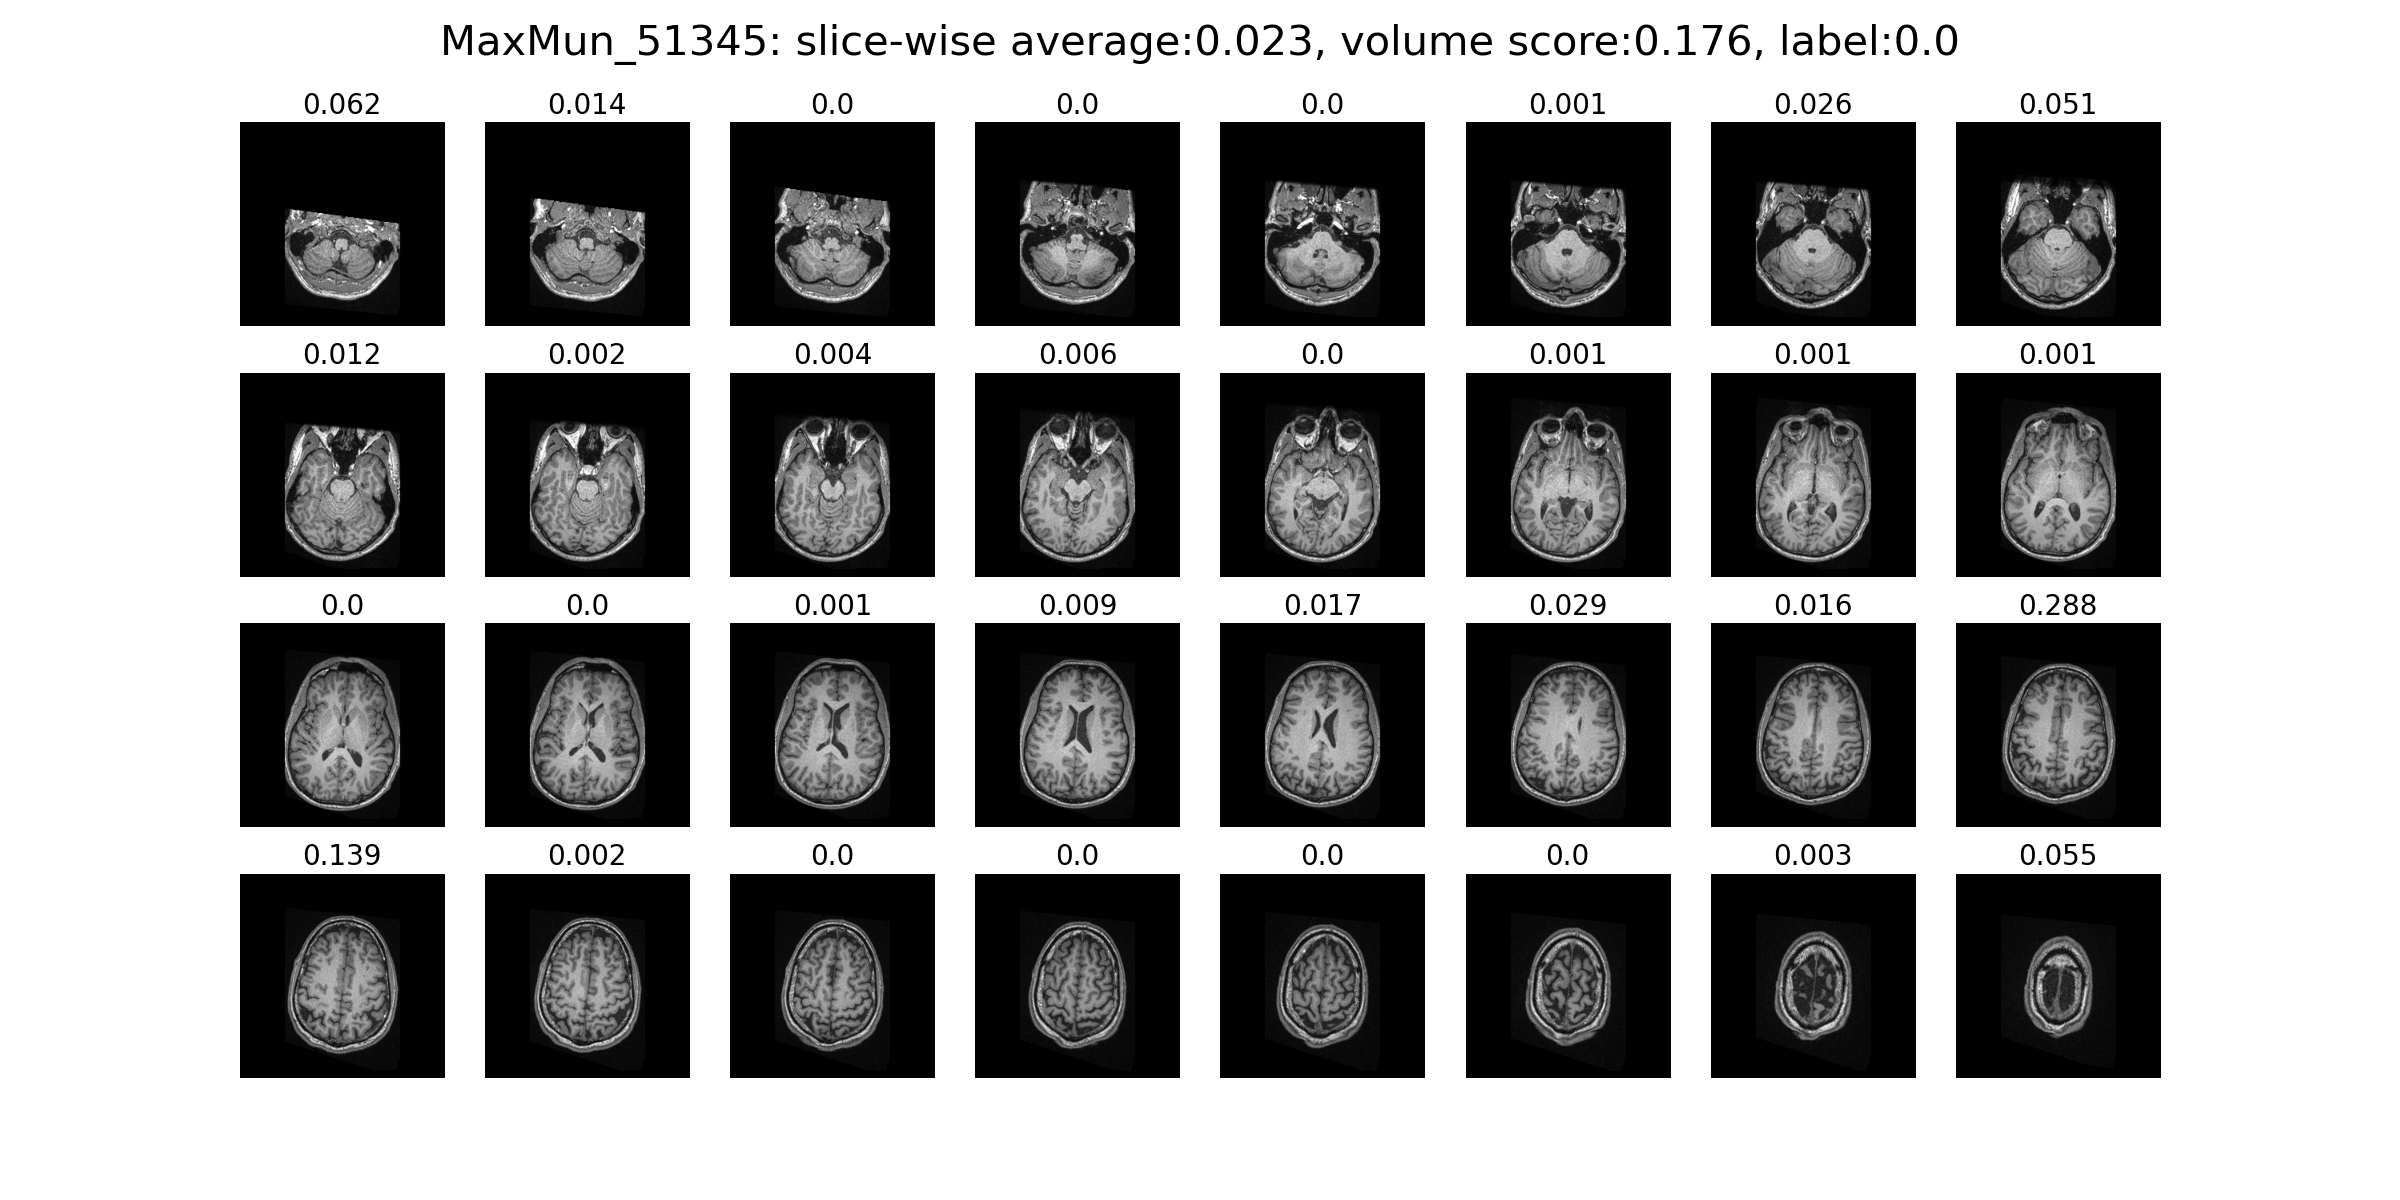 MaxMun_51345: slice-wise average:0.023, volume score:0.176, label:0.0
0.062 0.014 0.0 0.0 0.0 0.001 0.026 0.051
0.012 0.002 0.004 0.006 0.0 0.001 0.001 0.001
0.0 0.0 0.001 0.009 0.017 0.029 0.016 0.288
0.139 0.002 0.0 0.0 0.0 0.0 0.003 0.055